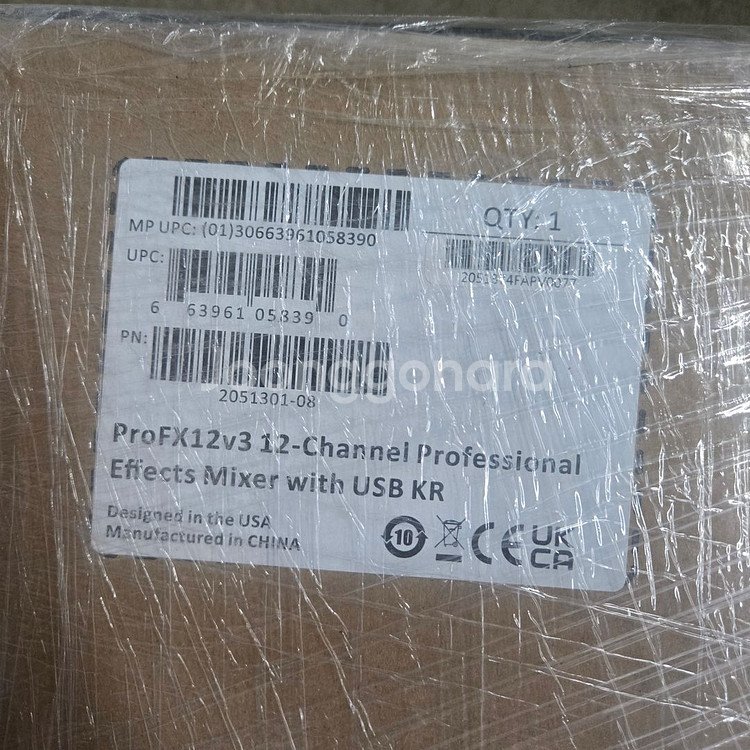 MP UPC: (01)30663961058390
QTY: 1
UPC:
6 63961 05839 0
PN:
2051301-08
ProFX12v3 12-Channel Professional
Effects Mixer with USB KR
Designed in the USA
Manufactured in CHINA
10
CE
UK
CA
joonggonara